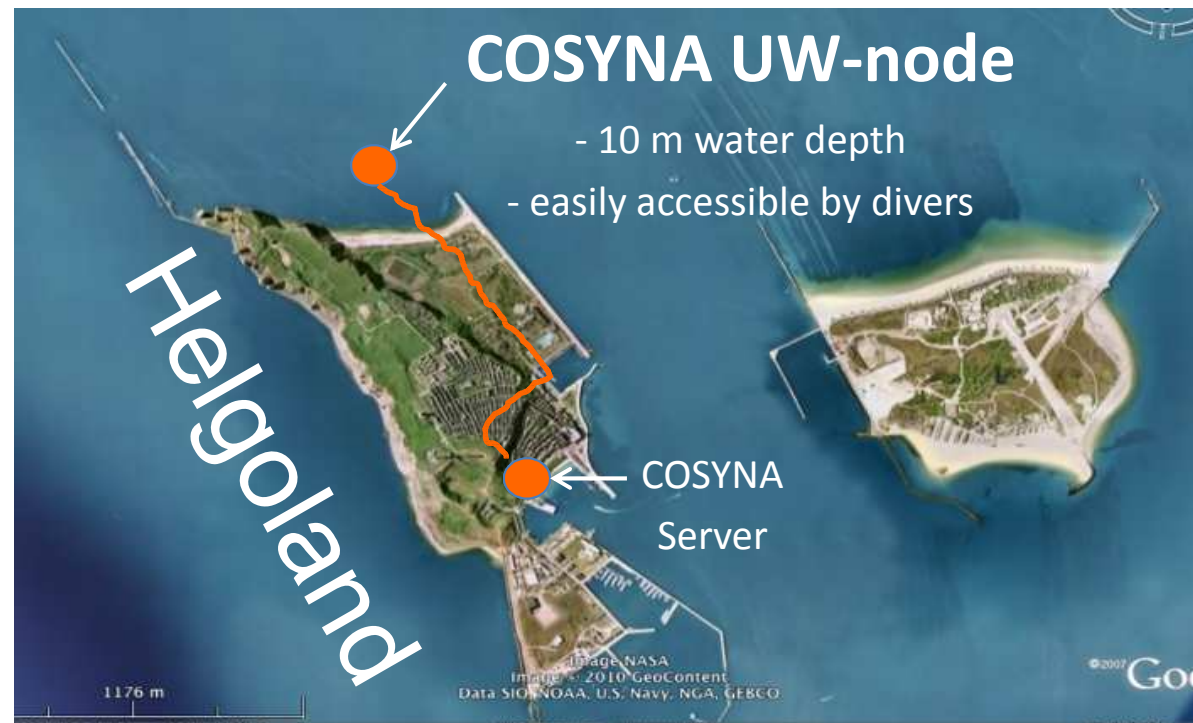 COSYNA UW-node
- 10 m water depth
- easily accessible by divers
Helgoland
COSYNA
Server
Image NASA
Image © 2010 GeoContent
Data SIO, NOAA, U.S. Navy, NGA, GEBCO
1176 m
©2007 Goo